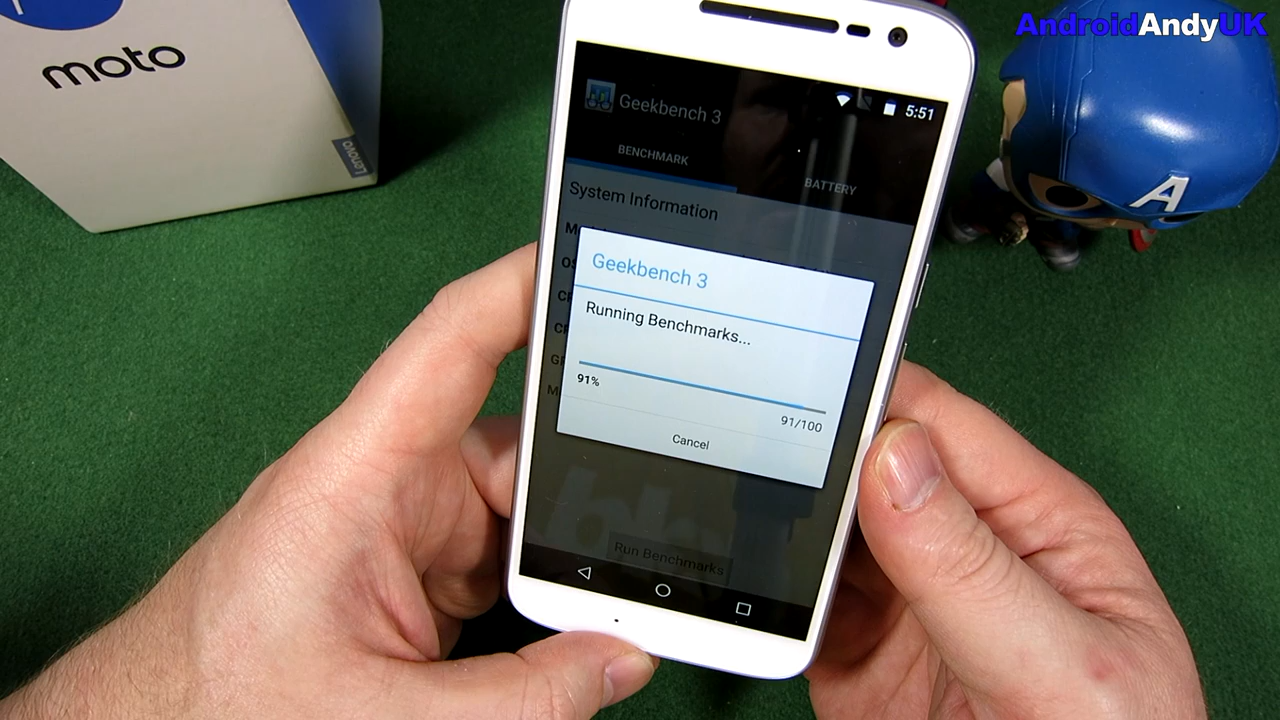 AndroidAndyUK
moto
Lenovo
5:51
Geekbench 3
BENCHMARK
BATTERY
System Information
Geekbench 3
Running Benchmarks...
91%
91/100
Cancel
Run Benchmarks
A